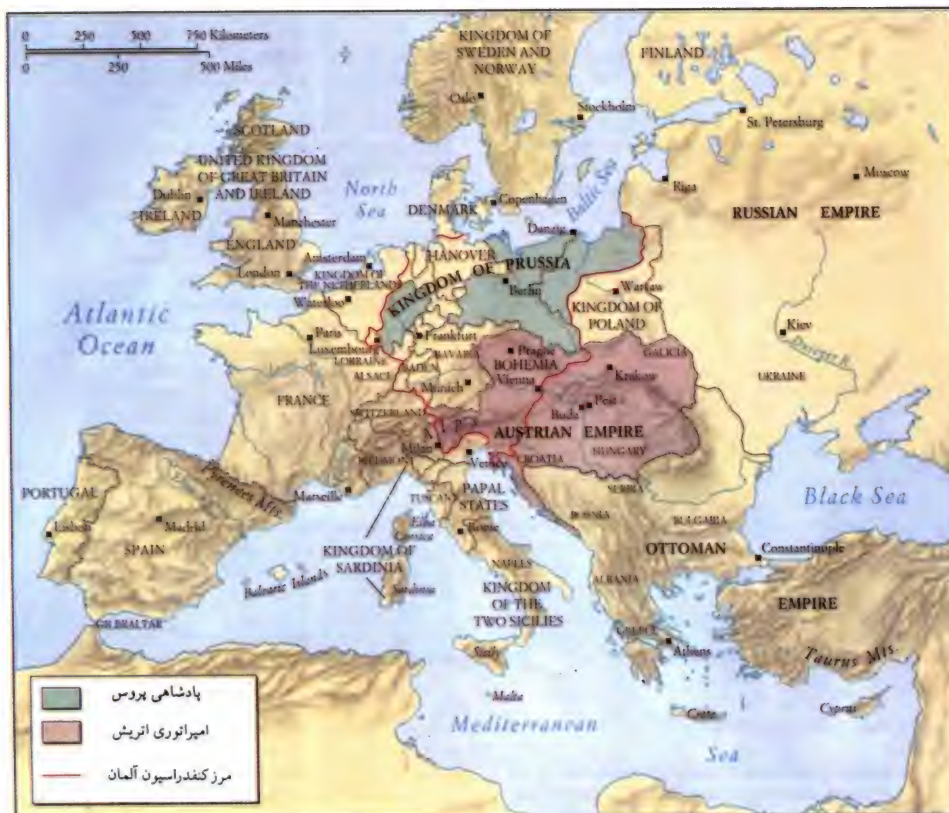 0 250 500 750 Kilometers
0 250 500 Miles
KINGDOM OF
SWEDEN AND
NORWAY
FINLAND
Oslo
Stockholm
St. Petersburg
SCOTLAND
UNITED KINGDOM
OF GREAT BRITAIN
AND IRELAND
North
Sea
Baltic Sea
Riga
Moscow
Dublin
IRELAND
Manchester
DENMARK
Copenhagen
RUSSIAN EMPIRE
ENGLAND
Danzig
HANOVER
Amsterdam
London
KINGDOM OF
THE NETHERLANDS
KINGDOM OF PRUSSIA
Berlin
Warsaw
KINGDOM OF
POLAND
Waterloo
Atlantic
Ocean
Paris
Luxembourg
Frankfurt
Kiev
Dnieper R.
LORRAINE
BAVARIA
Prague
BOHEMIA
GALICIA
ALSACE
BADEN
Munich
Vienna
Krakow
UKRAINE
FRANCE
SWITZERLAND
Buda
Pest
ALPS
AUSTRIAN EMPIRE
Milan
PIEDMONT
Venice
CROATIA
HUNGARY
Pyrenees Mts.
Marseille
TUSCANY
PAPAL
STATES
SERBIA
Black Sea
PORTUGAL
Lisbon
Madrid
SPAIN
Elba
Corsica
Rome
BOSNIA
BULGARIA
OTTOMAN
Constantinople
KINGDOM OF
SARDINIA
Balearic Islands
Sardinia
NAPLES
KINGDOM
OF THE
TWO SICILIES
ALBANIA
EMPIRE
GIBRALTAR
GREECE
Athens
Taurus Mts.
Sicily
Malta
Mediterranean
Sea
Crete
Cyprus
پادشاهی پروس
امپراتوری اتریش
مرز کنفدراسیون آلمان